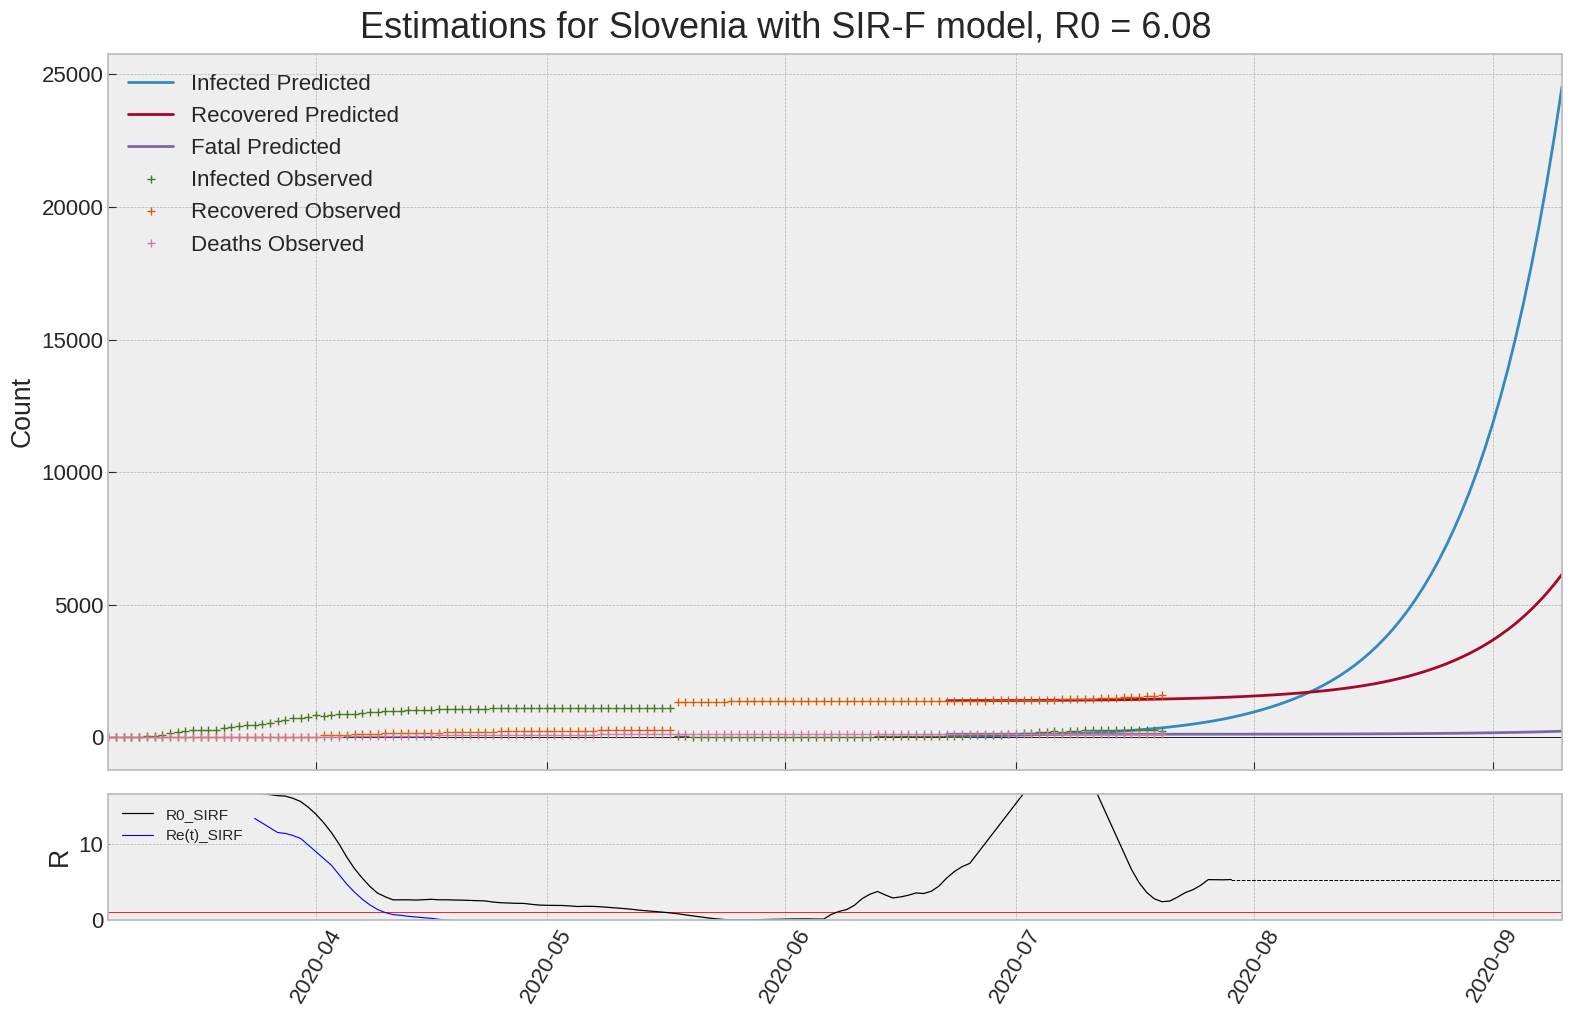 Estimations for Slovenia with SIR-F model, R0 = 6.08
Infected Predicted
Recovered Predicted
Fatal Predicted
Infected Observed
Recovered Observed
Deaths Observed
25000
20000
15000
10000
5000
0
Count
R0_SIRF
Re(t)_SIRF
10
0
R
2020-04
2020-05
2020-06
2020-07
2020-08
2020-09